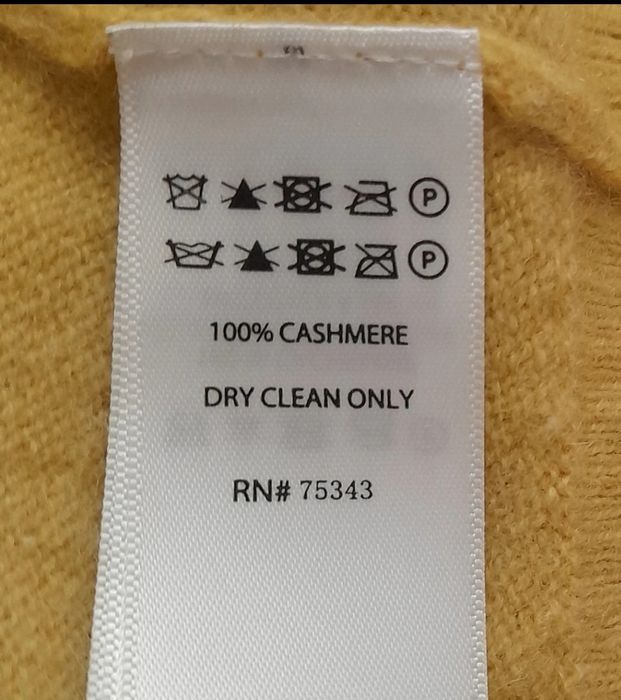 P
P
100% CASHMERE
DRY CLEAN ONLY
RN# 75343